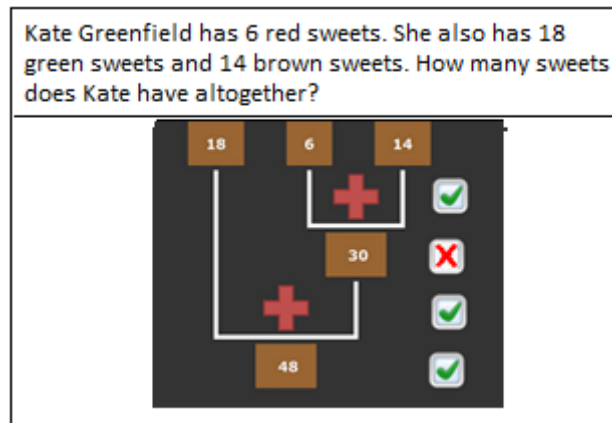 Kate Greenfield has 6 red sweets. She also has 18
green sweets and 14 brown sweets. How many sweets
does Kate have altogether?
18 6 14
30
48